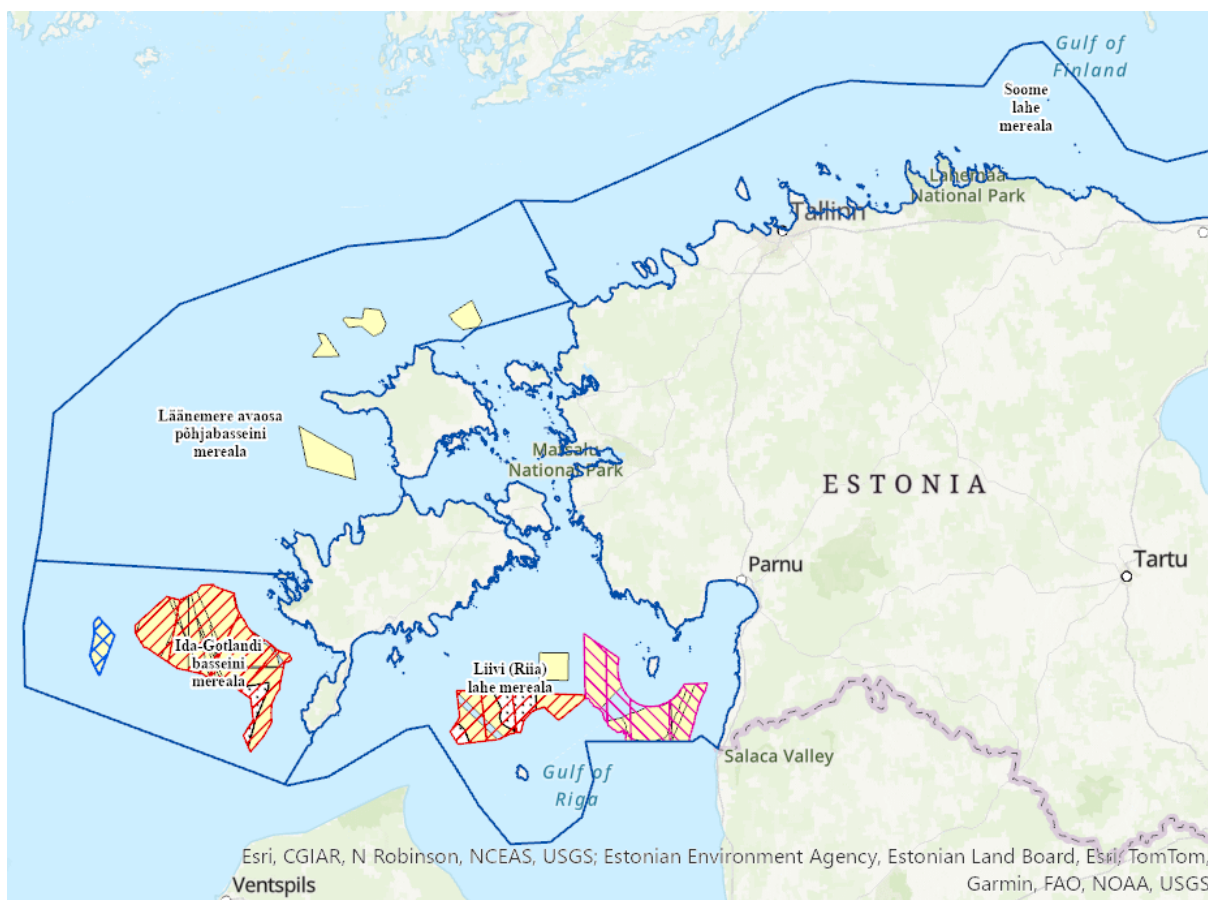 Gulf of
Finland
Soome
lahe
mereala
Lahemaa
National Park
Tallinn
Läänemere avaosa
põhjabasseini
mereala
Matsalu
National Park
ESTONIA
Parnu
Tartu
Ida-Gotlandi
basseini
mereala
Liivi (Riia)
lahe mereala
Salaca Valley
Gulf of
Riga
Esri, CGIAR, N Robinson, NCEAS, USGS; Estonian Environment Agency, Estonian Land Board, Esri, TomTom,
Garmin, FAO, NOAA, USGS
Ventspils